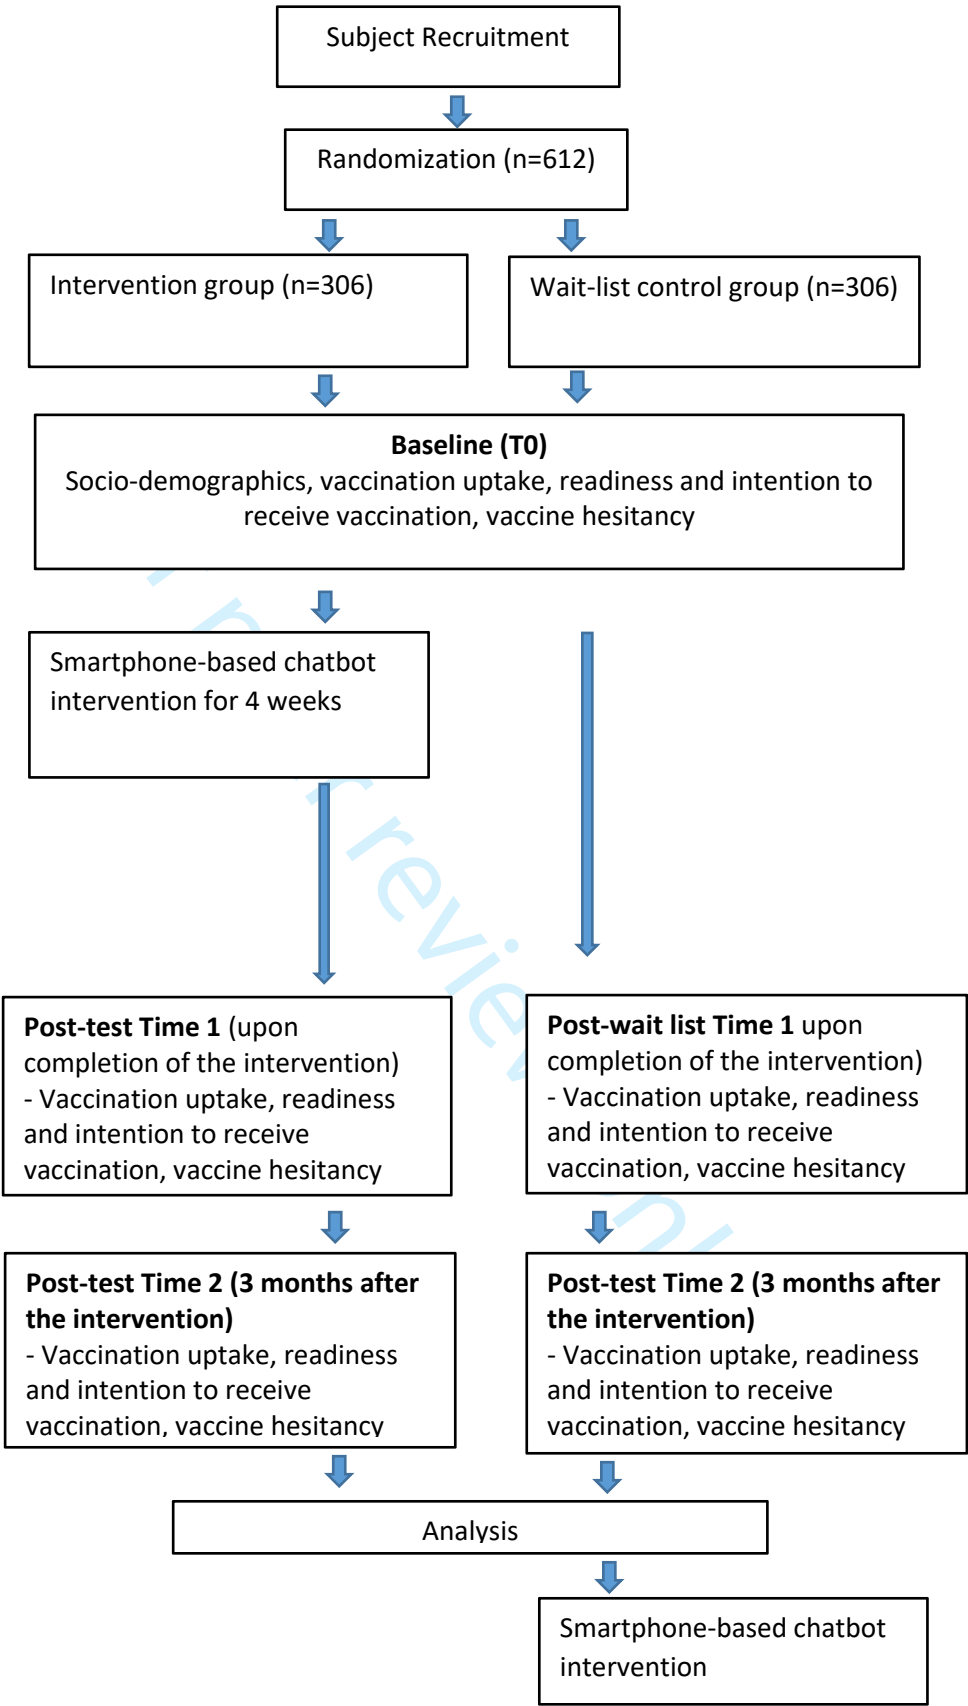 Subject Recruitment
Randomization (n=612)
Intervention group (n=306)
Wait-list control group (n=306)
Baseline (T0)
Socio-demographics, vaccination uptake, readiness and intention to
receive vaccination, vaccine hesitancy
Smartphone-based chatbot
intervention for 4 weeks
Post-test Time 1 (upon
completion of the intervention)
- Vaccination uptake, readiness
and intention to receive
vaccination, vaccine hesitancy
Post-wait list Time 1 upon
completion of the intervention)
- Vaccination uptake, readiness
and intention to receive
vaccination, vaccine hesitancy
Post-test Time 2 (3 months after
the intervention)
- Vaccination uptake, readiness
and intention to receive
vaccination, vaccine hesitancy
Post-test Time 2 (3 months after
the intervention)
- Vaccination uptake, readiness
and intention to receive
vaccination, vaccine hesitancy
Analysis
Smartphone-based chatbot
intervention
review